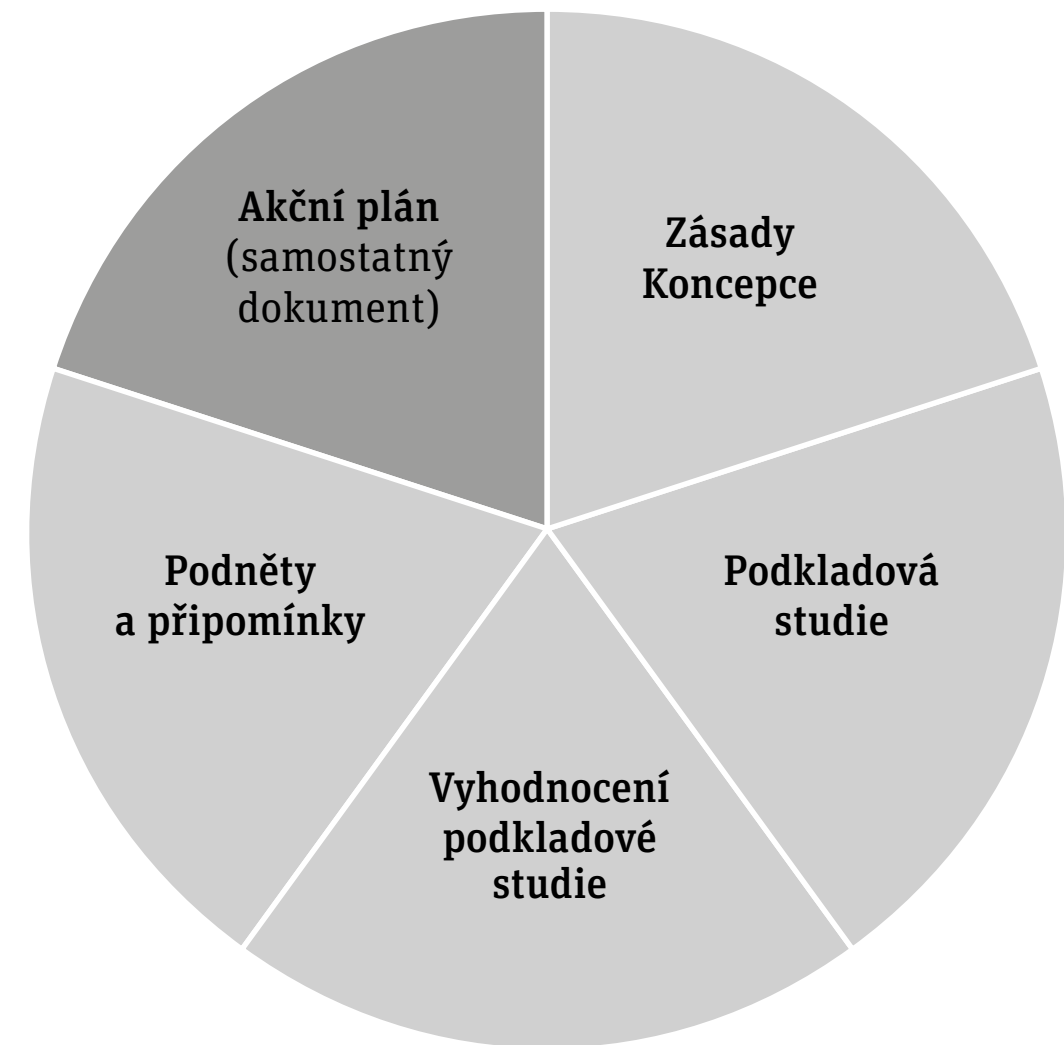 Akční plán
(samostatný
dokument)
Zásady
Koncepce
Podněty
a připomínky
Podkladová
studie
Vyhodnocení
podkladové
studie